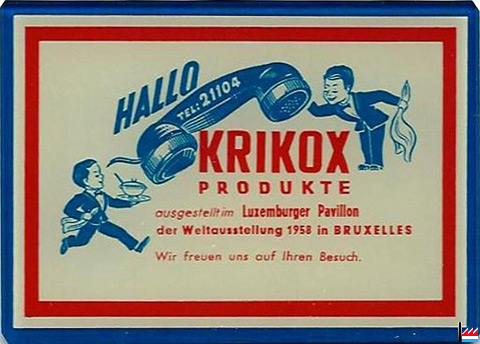 HALLO
TEL: 21104
KRIKOX
PRODUKTE
ausgestellt im Luxemburger Pavillon
der Weltausstellung 1958 in BRUXELLES
Wir freuen uns auf Ihren Besuch.